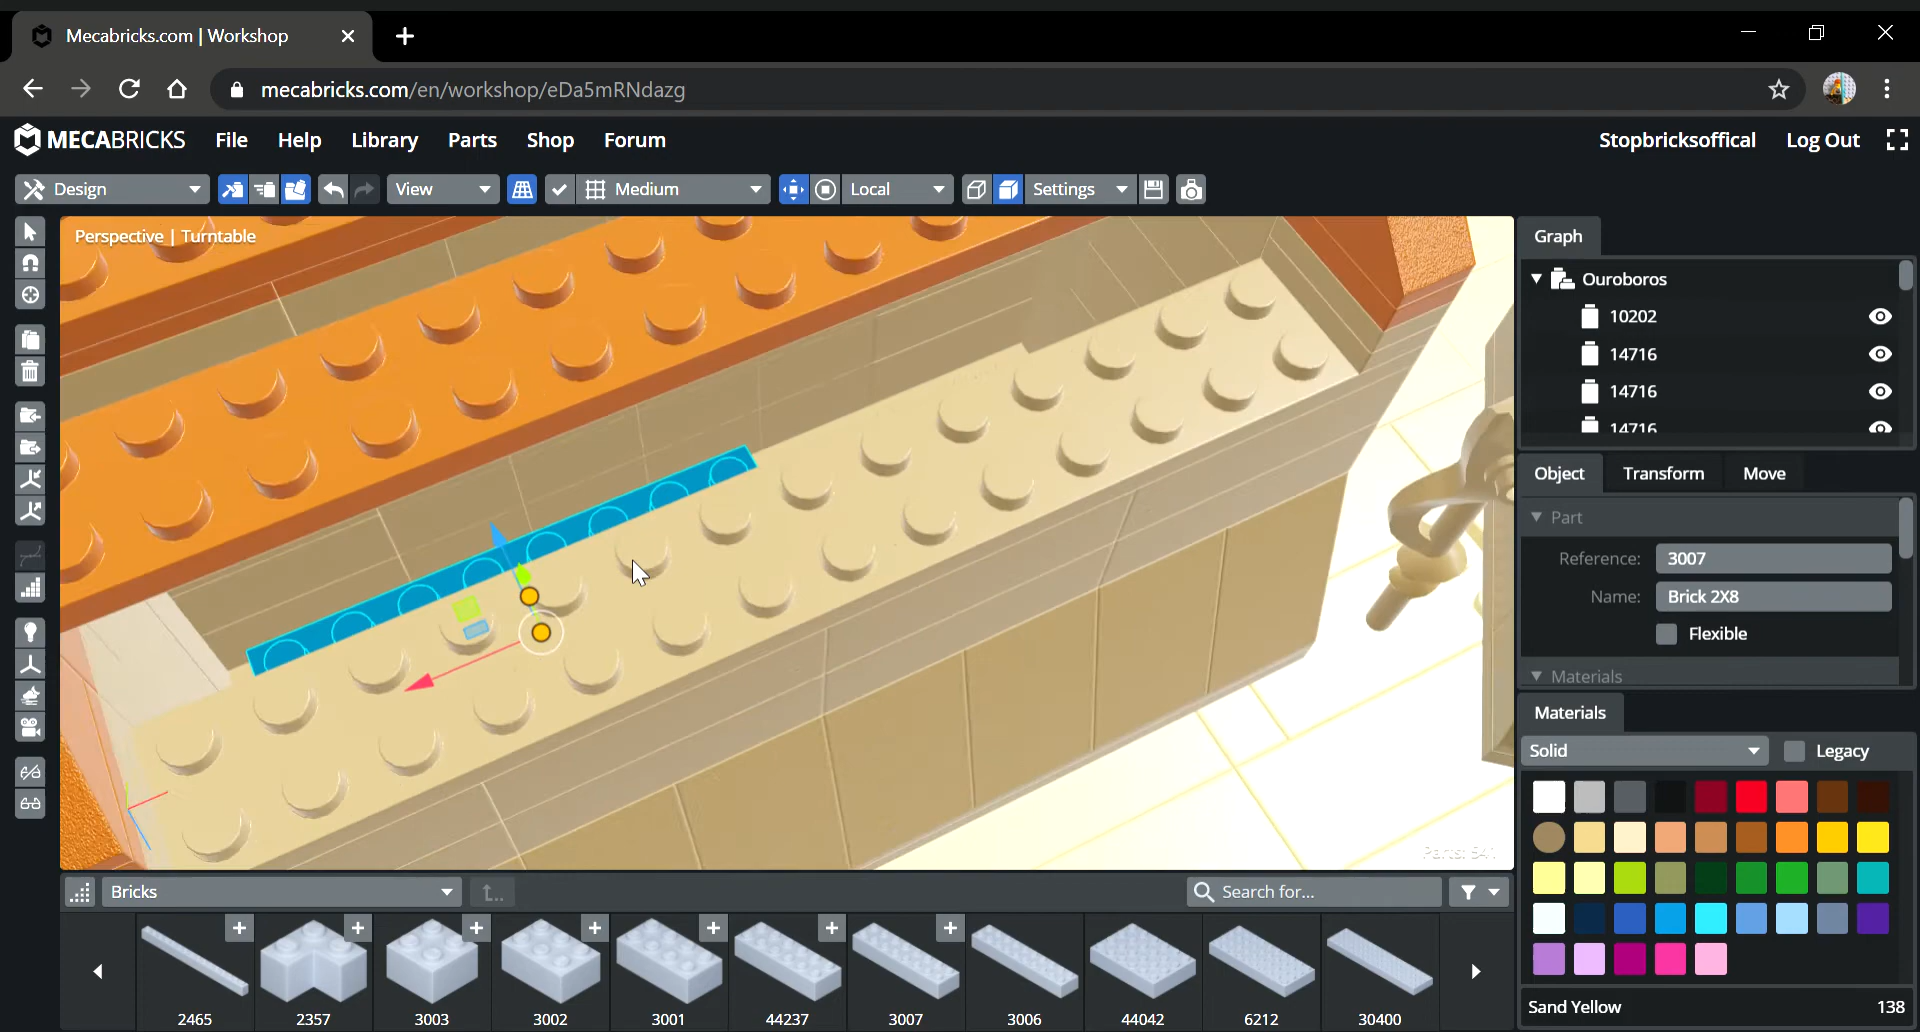 Mecabricks.com | Workshop
mecabricks.com/en/workshop/eDa5mRNdazg
MECABRICKS File Help Library Parts Shop Forum Stopbricksoffical Log Out
Design View Medium Local Settings
Perspective | Turntable
Graph
Ouroboros
10202
14716
14716
14716
Object Transform Move
Part
Reference: 3007
Name: Brick 2X8
Flexible
Materials
Materials
Solid Legacy
Parts: 541
Bricks Search for...
2465 2357 3003 3002 3001 44237 3007 3006 44042 6212 30400
Sand Yellow 138